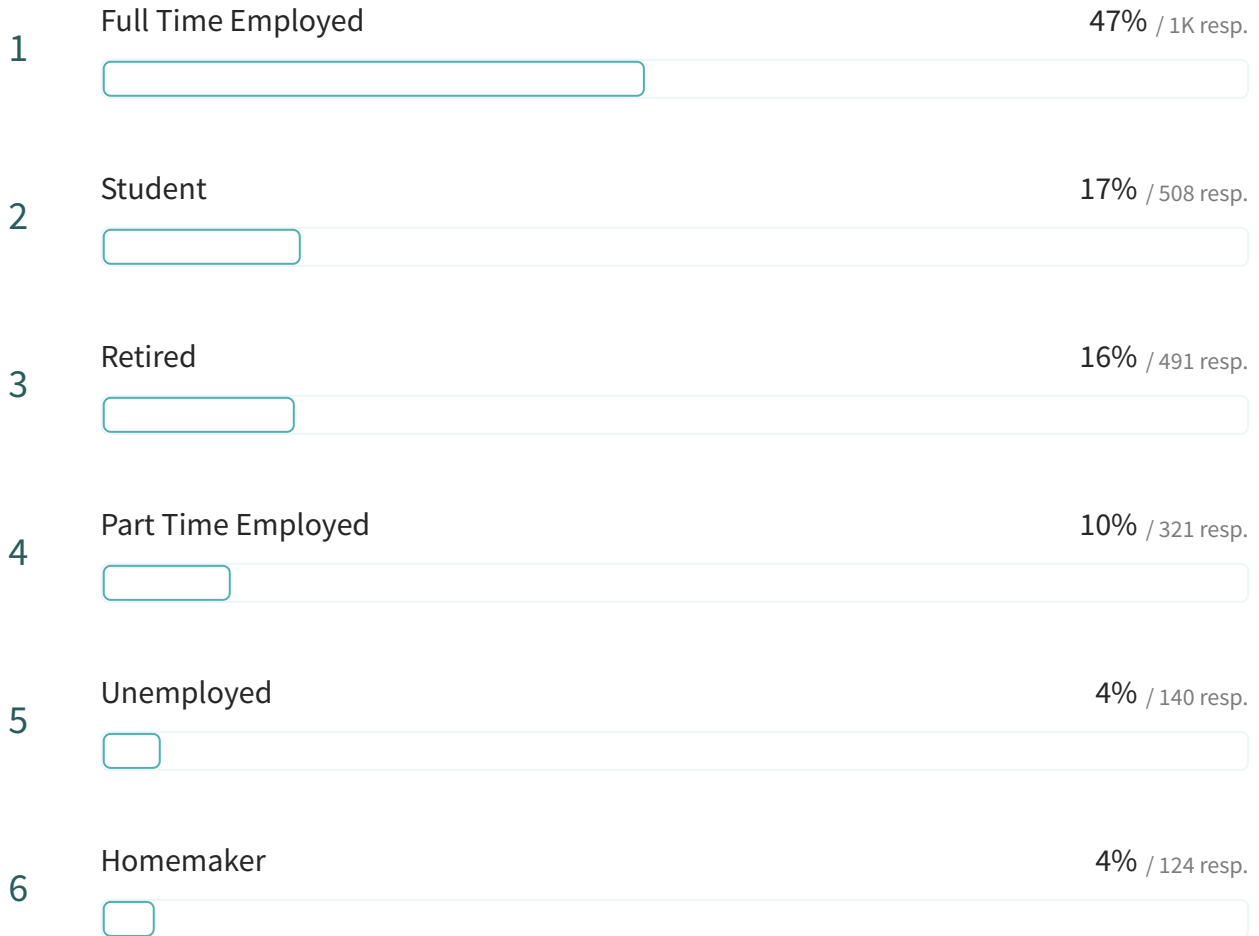 1
Full Time Employed
47% / 1K resp.
2
Student
17% / 508 resp.
3
Retired
16% / 491 resp.
4
Part Time Employed
10% / 321 resp.
5
Unemployed
4% / 140 resp.
6
Homemaker
4% / 124 resp.